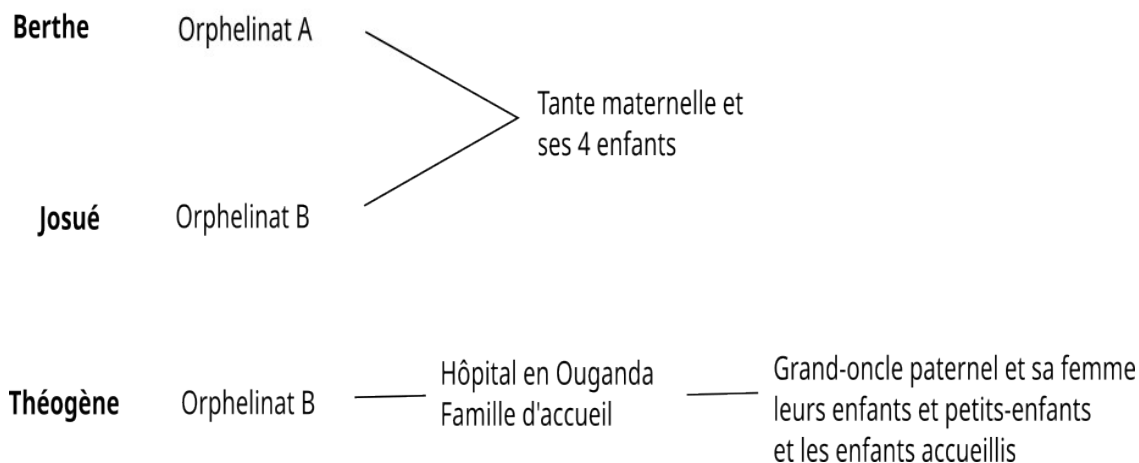 Berthe Orphelinat A
Tante maternelle et
ses 4 enfants
Josué Orphelinat B
Théogène Orphelinat B
Hôpital en Ouganda
Famille d'accueil
Grand-oncle paternel et sa femme
leurs enfants et petits-enfants
et les enfants accueillis